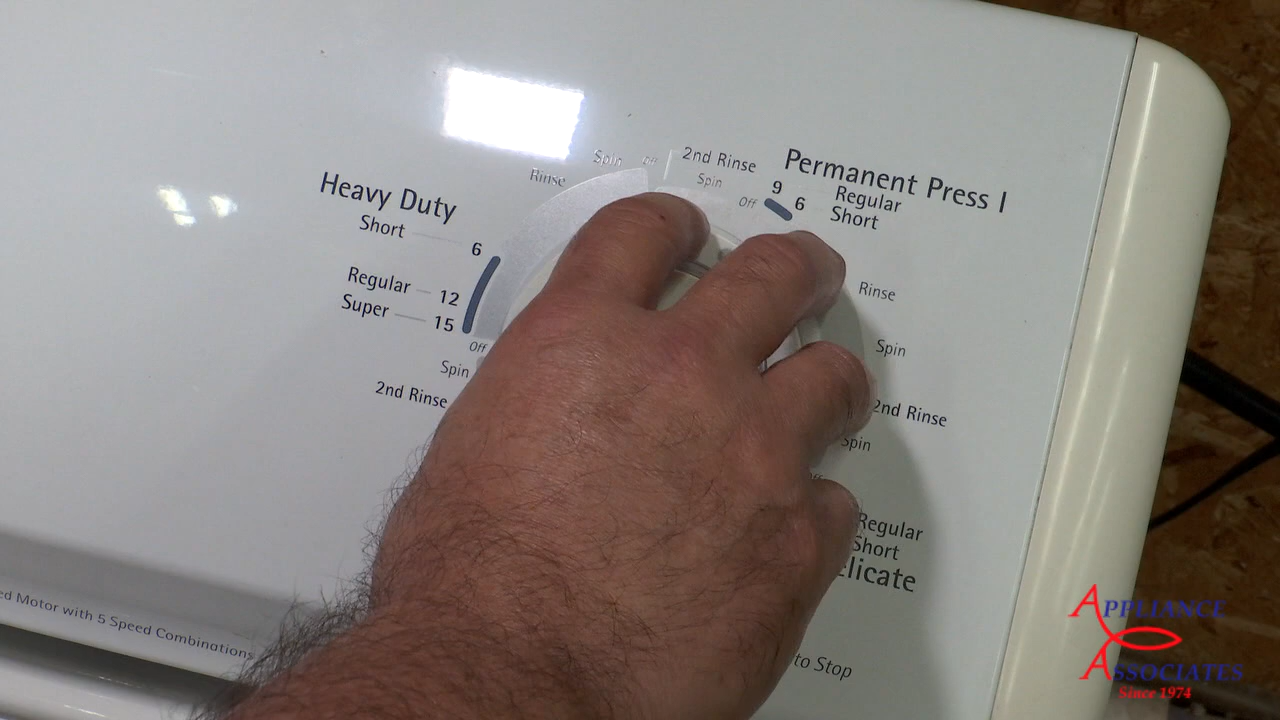 Heavy Duty
Short 6
Regular 12
Super 15
Off
Spin
2nd Rinse
Rinse
Spin
Off
2nd Rinse
Spin
Off
Permanent Press I
9 Regular
6 Short
Rinse
Spin
2nd Rinse
Spin
Regular
Short
elicate
to Stop
ed Motor with 5 Speed Combinations
APPLIANCE
ASSOCIATES
Since 1974